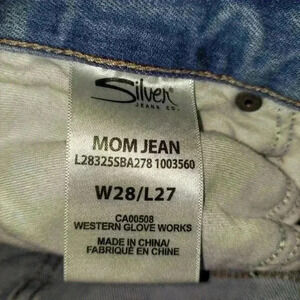 Silver
JEANS CO.
MOM JEAN
L28325SBA278 1003560
W28/L27
CA00508
WESTERN GLOVE WORKS
MADE IN CHINA/
FABRIQUÉ EN CHINE